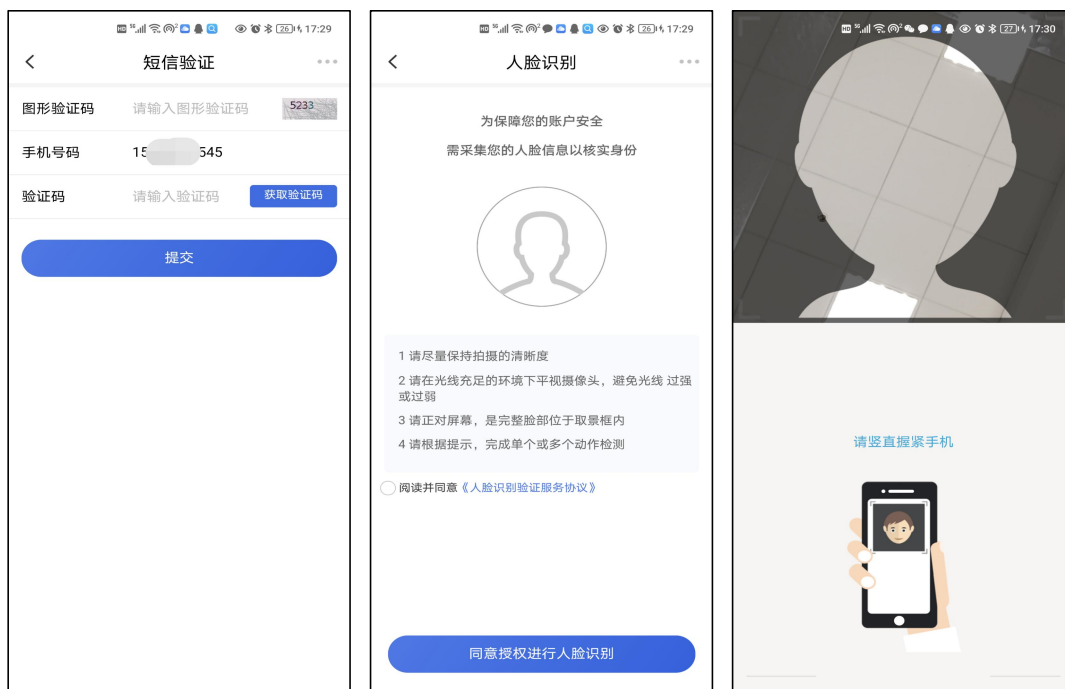 HD 5G 26 17:29
短信验证
图形验证码 请输入图形验证码 5233
手机号码 15 545
验证码 请输入验证码 获取验证码
提交
HD 5G 26 17:29
人脸识别
为保障您的账户安全
需采集您的人脸信息以核实身份
1 请尽量保持拍摄的清晰度
2 请在光线充足的环境下平视摄像头，避免光线 过强
或过弱
3 请正对屏幕，是完整脸部位于取景框内
4 请根据提示，完成单个或多个动作检测
阅读并同意《人脸识别验证服务协议》
同意授权进行人脸识别
HD 5G 27 17:30
请竖直握紧手机